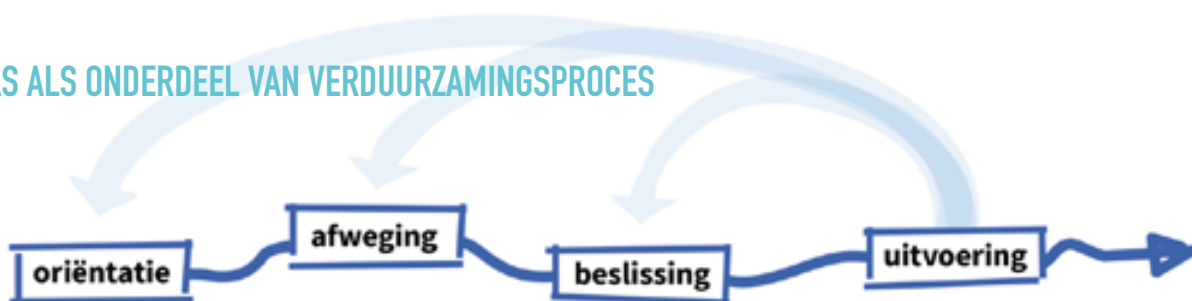 ALS ONDERDEEL VAN VERDUURZAMINGSPROCES
oriëntatie
afweging
beslissing
uitvoering